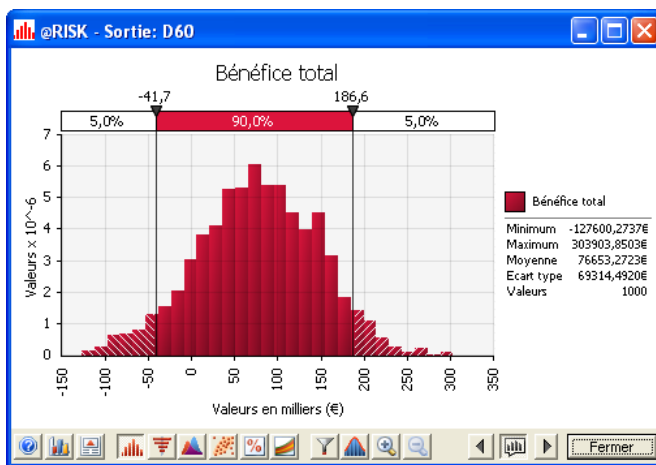 @RISK - Sortie: D60
Bénéfice total
-41,7 186,6
5,0% 90,0% 5,0%
7
6
5
4
3
2
1
0
Valeurs x 10^-6
-150 -100 -50 0 50 100 150 200 250 300 350
Valeurs en milliers (€)
Bénéfice total
Minimum -127600,2737€
Maximum 303903,8503€
Moyenne 76653,2723€
Ecart type 69314,4920€
Valeurs 1000
%
Fermer